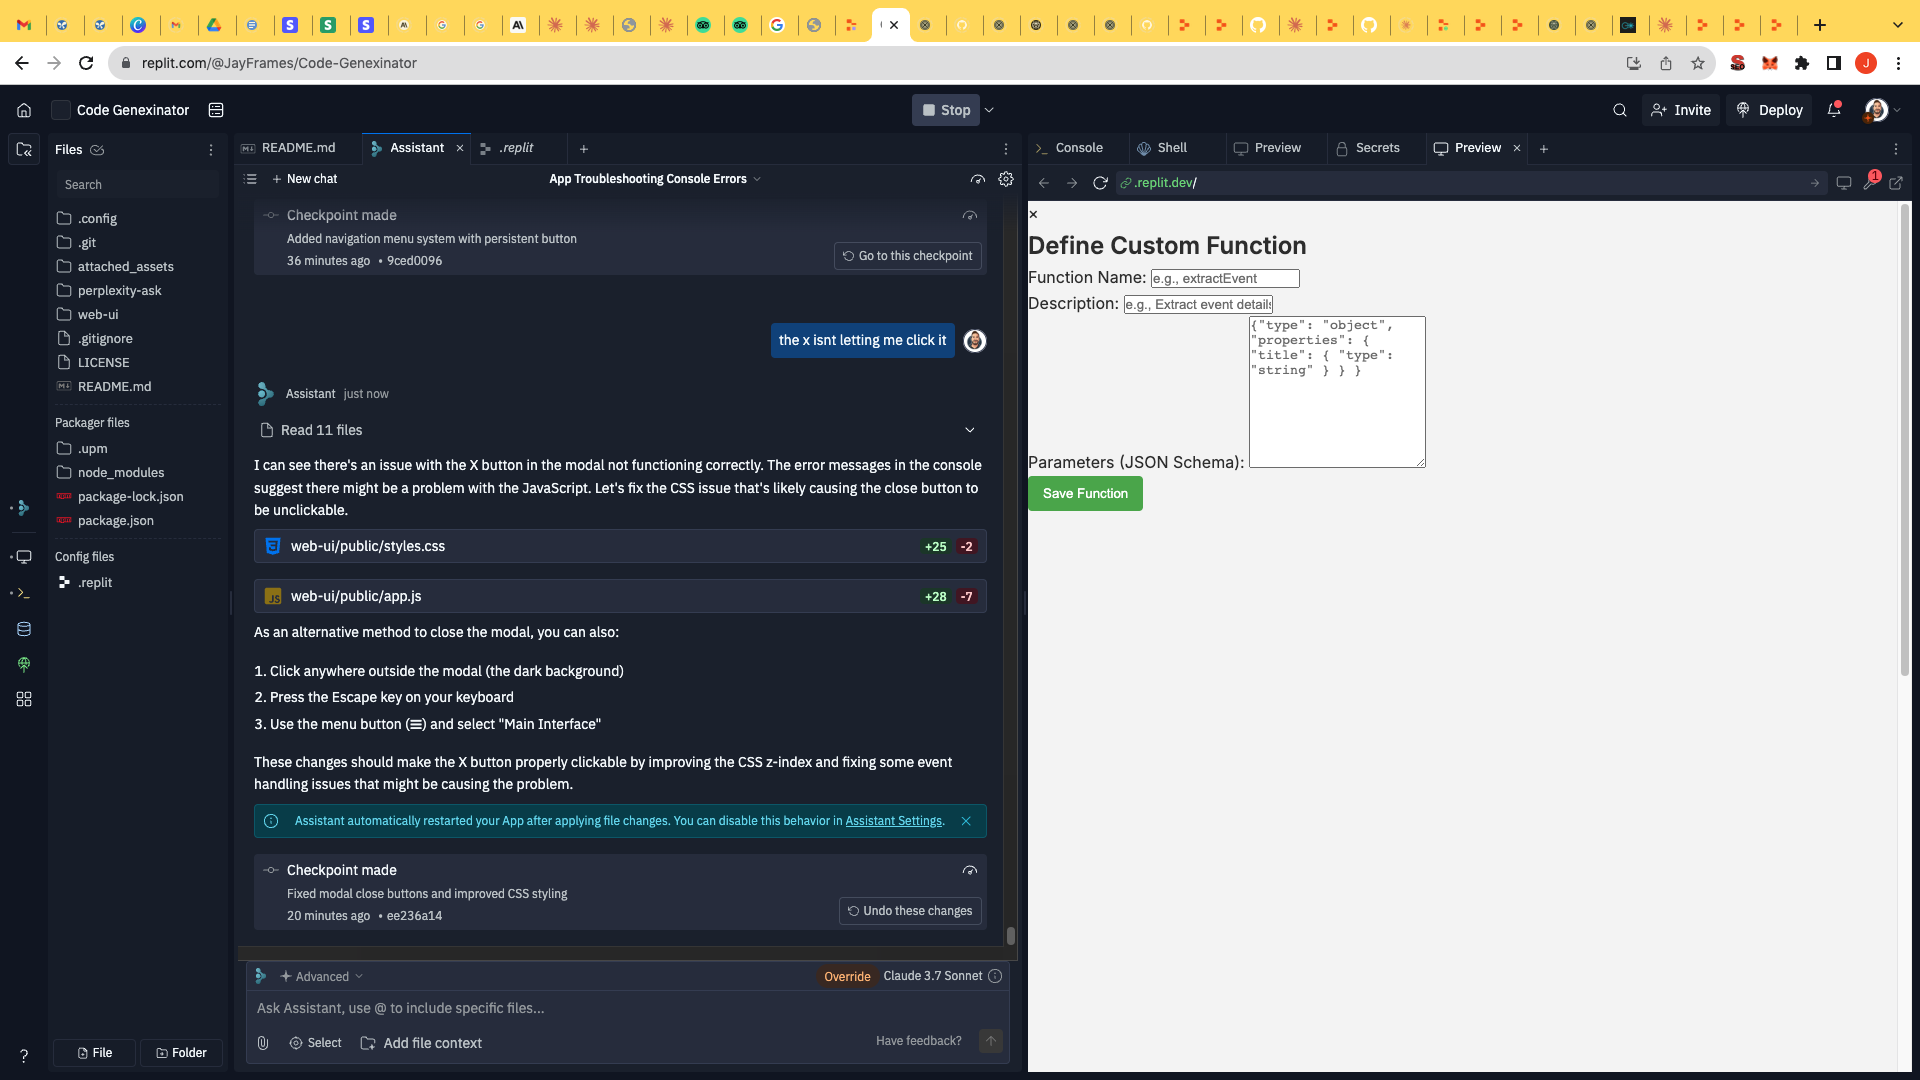 replit.com/@JayFrames/Code-Genexinator
J
Code Genexinator
Stop
Invite
Deploy
Files
Search
.config
.git
attached_assets
perplexity-ask
web-ui
.gitignore
LICENSE
README.md
Packager files
.upm
node_modules
package-lock.json
package.json
Config files
.replit
File
Folder
README.md
Assistant
.replit
New chat
App Troubleshooting Console Errors
Checkpoint made
Added navigation menu system with persistent button
36 minutes ago • 9ced0096
Go to this checkpoint
the x isnt letting me click it
Assistant just now
Read 11 files
I can see there's an issue with the X button in the modal not functioning correctly. The error messages in the console
suggest there might be a problem with the JavaScript. Let's fix the CSS issue that's likely causing the close button to
be unclickable.
web-ui/public/styles.css +25 -2
web-ui/public/app.js +28 -7
As an alternative method to close the modal, you can also:
1. Click anywhere outside the modal (the dark background)
2. Press the Escape key on your keyboard
3. Use the menu button (☰) and select "Main Interface"
These changes should make the X button properly clickable by improving the CSS z-index and fixing some event
handling issues that might be causing the problem.
Assistant automatically restarted your App after applying file changes. You can disable this behavior in Assistant Settings.
Checkpoint made
Fixed modal close buttons and improved CSS styling
20 minutes ago • ee236a14
Undo these changes
Advanced
Override
Claude 3.7 Sonnet
Ask Assistant, use @ to include specific files...
Select
Add file context
Have feedback?
Console
Shell
Preview
Secrets
Preview
.replit.dev/
1
×
Define Custom Function
Function Name: e.g., extractEvent
Description: e.g., Extract event details
{"type": "object",
"properties": {
"title": { "type":
"string" } } }
Parameters (JSON Schema):
Save Function